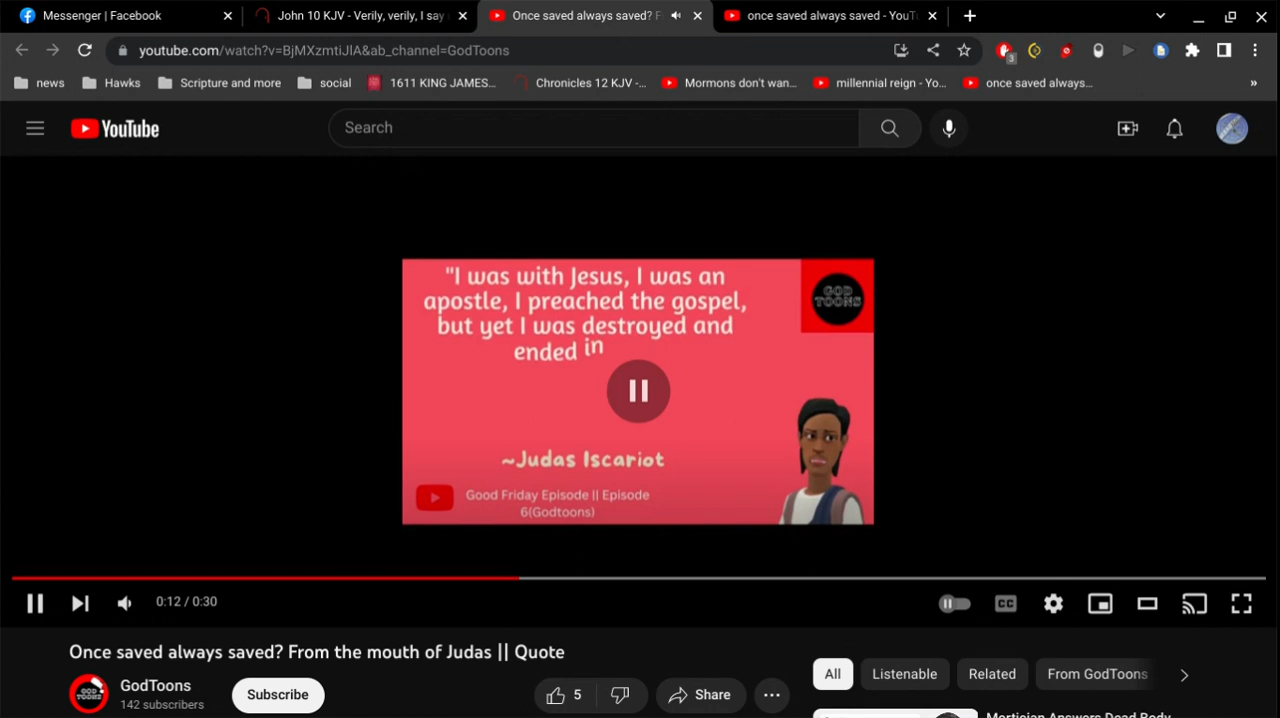 Messenger | Facebook
John 10 KJV - Verily, verily, I say
Once saved always saved? F
once saved always saved - YouT
youtube.com/watch?v=BjMXzmtiJlA&ab_channel=GodToons
3
news
Hawks
Scripture and more
social
1611 KING JAMES...
Chronicles 12 KJV -...
Mormons don't wan...
millennial reign - Yo...
once saved always...
»
YouTube
Search
"I was with Jesus, I was an
apostle, I preached the gospel,
but yet I was destroyed and
ended in
GOD
TOONS
~Judas Iscariot
Good Friday Episode || Episode
6(Godtoons)
0:12 / 0:30
CC
Once saved always saved? From the mouth of Judas || Quote
GOD
TOONS
GodToons
142 subscribers
Subscribe
5
Share
All
Listenable
Related
From GodToons
Mortician Answers Dead Body